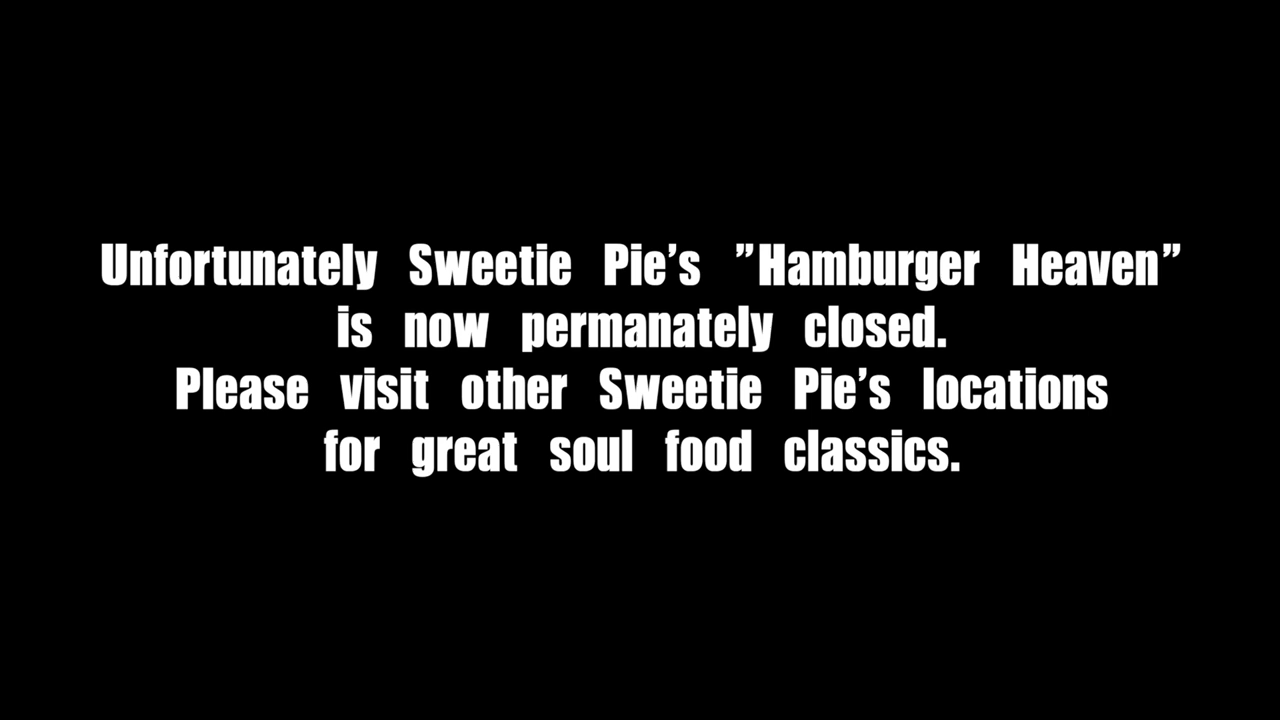 Unfortunately Sweetie Pie’s ”Hamburger Heaven”
is now permanately closed.
Please visit other Sweetie Pie’s locations
for great soul food classics.